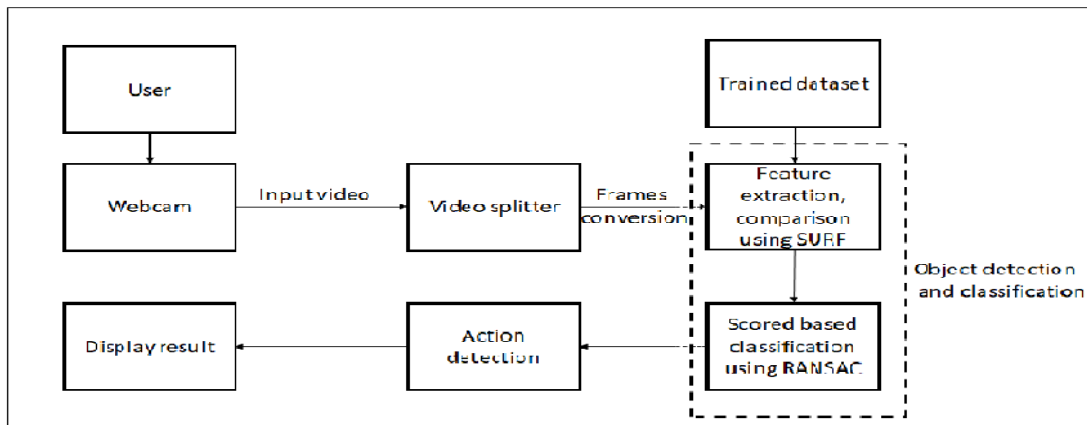 User
Trained dataset
Webcam
Input video
Video splitter
Frames
conversion
Feature
extraction,
comparison
using SURF
Object detection
and classification
Display result
Action
detection
Scored based
classification
using RANSAC